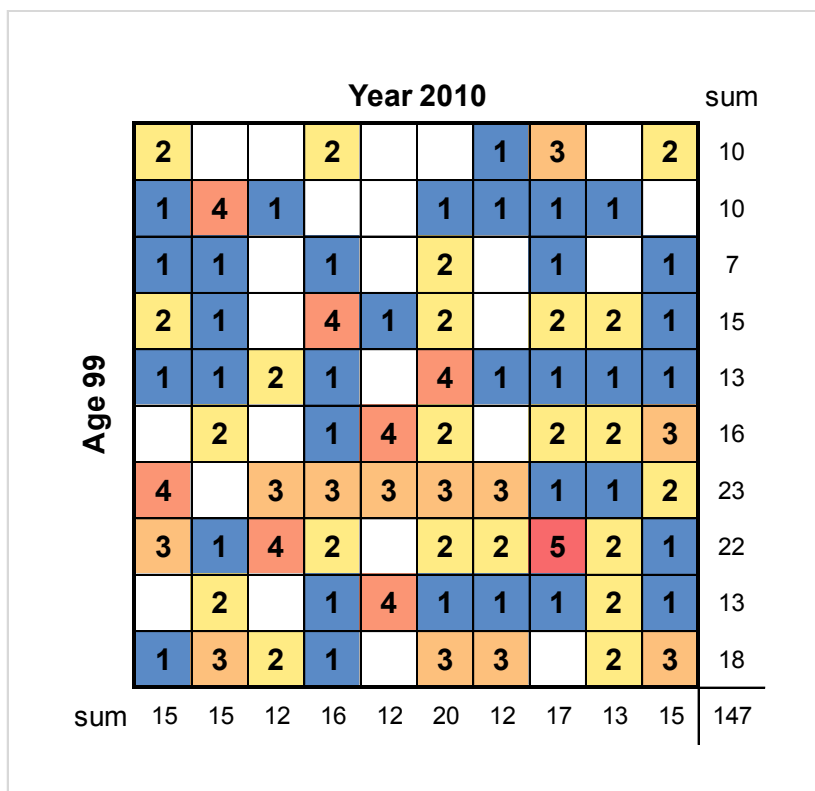 Year 2010 sum
2 2 1 3 2 10
1 4 1 1 1 1 1 10
1 1 1 2 1 1 7
2 1 4 1 2 2 2 1 15
Age 99
1 1 2 1 4 1 1 1 1 13
2 1 4 2 2 2 3 16
4 3 3 3 3 3 1 1 2 23
3 1 4 2 2 2 5 2 1 22
2 1 4 1 1 1 2 1 13
1 3 2 1 3 3 2 3 18
sum 15 15 12 16 12 20 12 17 13 15 147